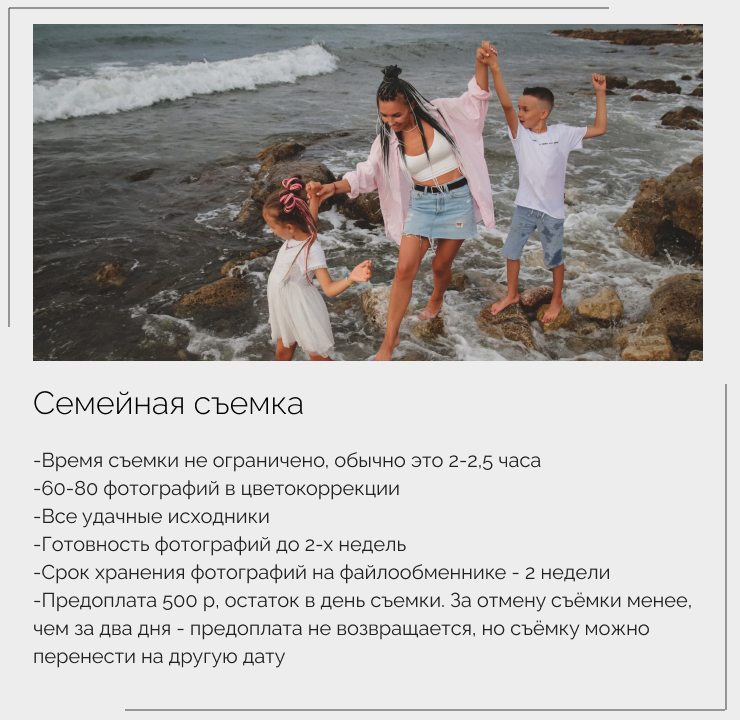 Семейная съемка
-Время съемки не ограничено, обычно это 2-2,5 часа
-60-80 фотографий в цветокоррекции
-Все удачные исходники
-Готовность фотографий до 2-х недель
-Срок хранения фотографий на файлообменнике - 2 недели
-Предоплата 500 р, остаток в день съемки. За отмену съёмки менее,
чем за два дня - предоплата не возвращается, но съёмку можно
перенести на другую дату